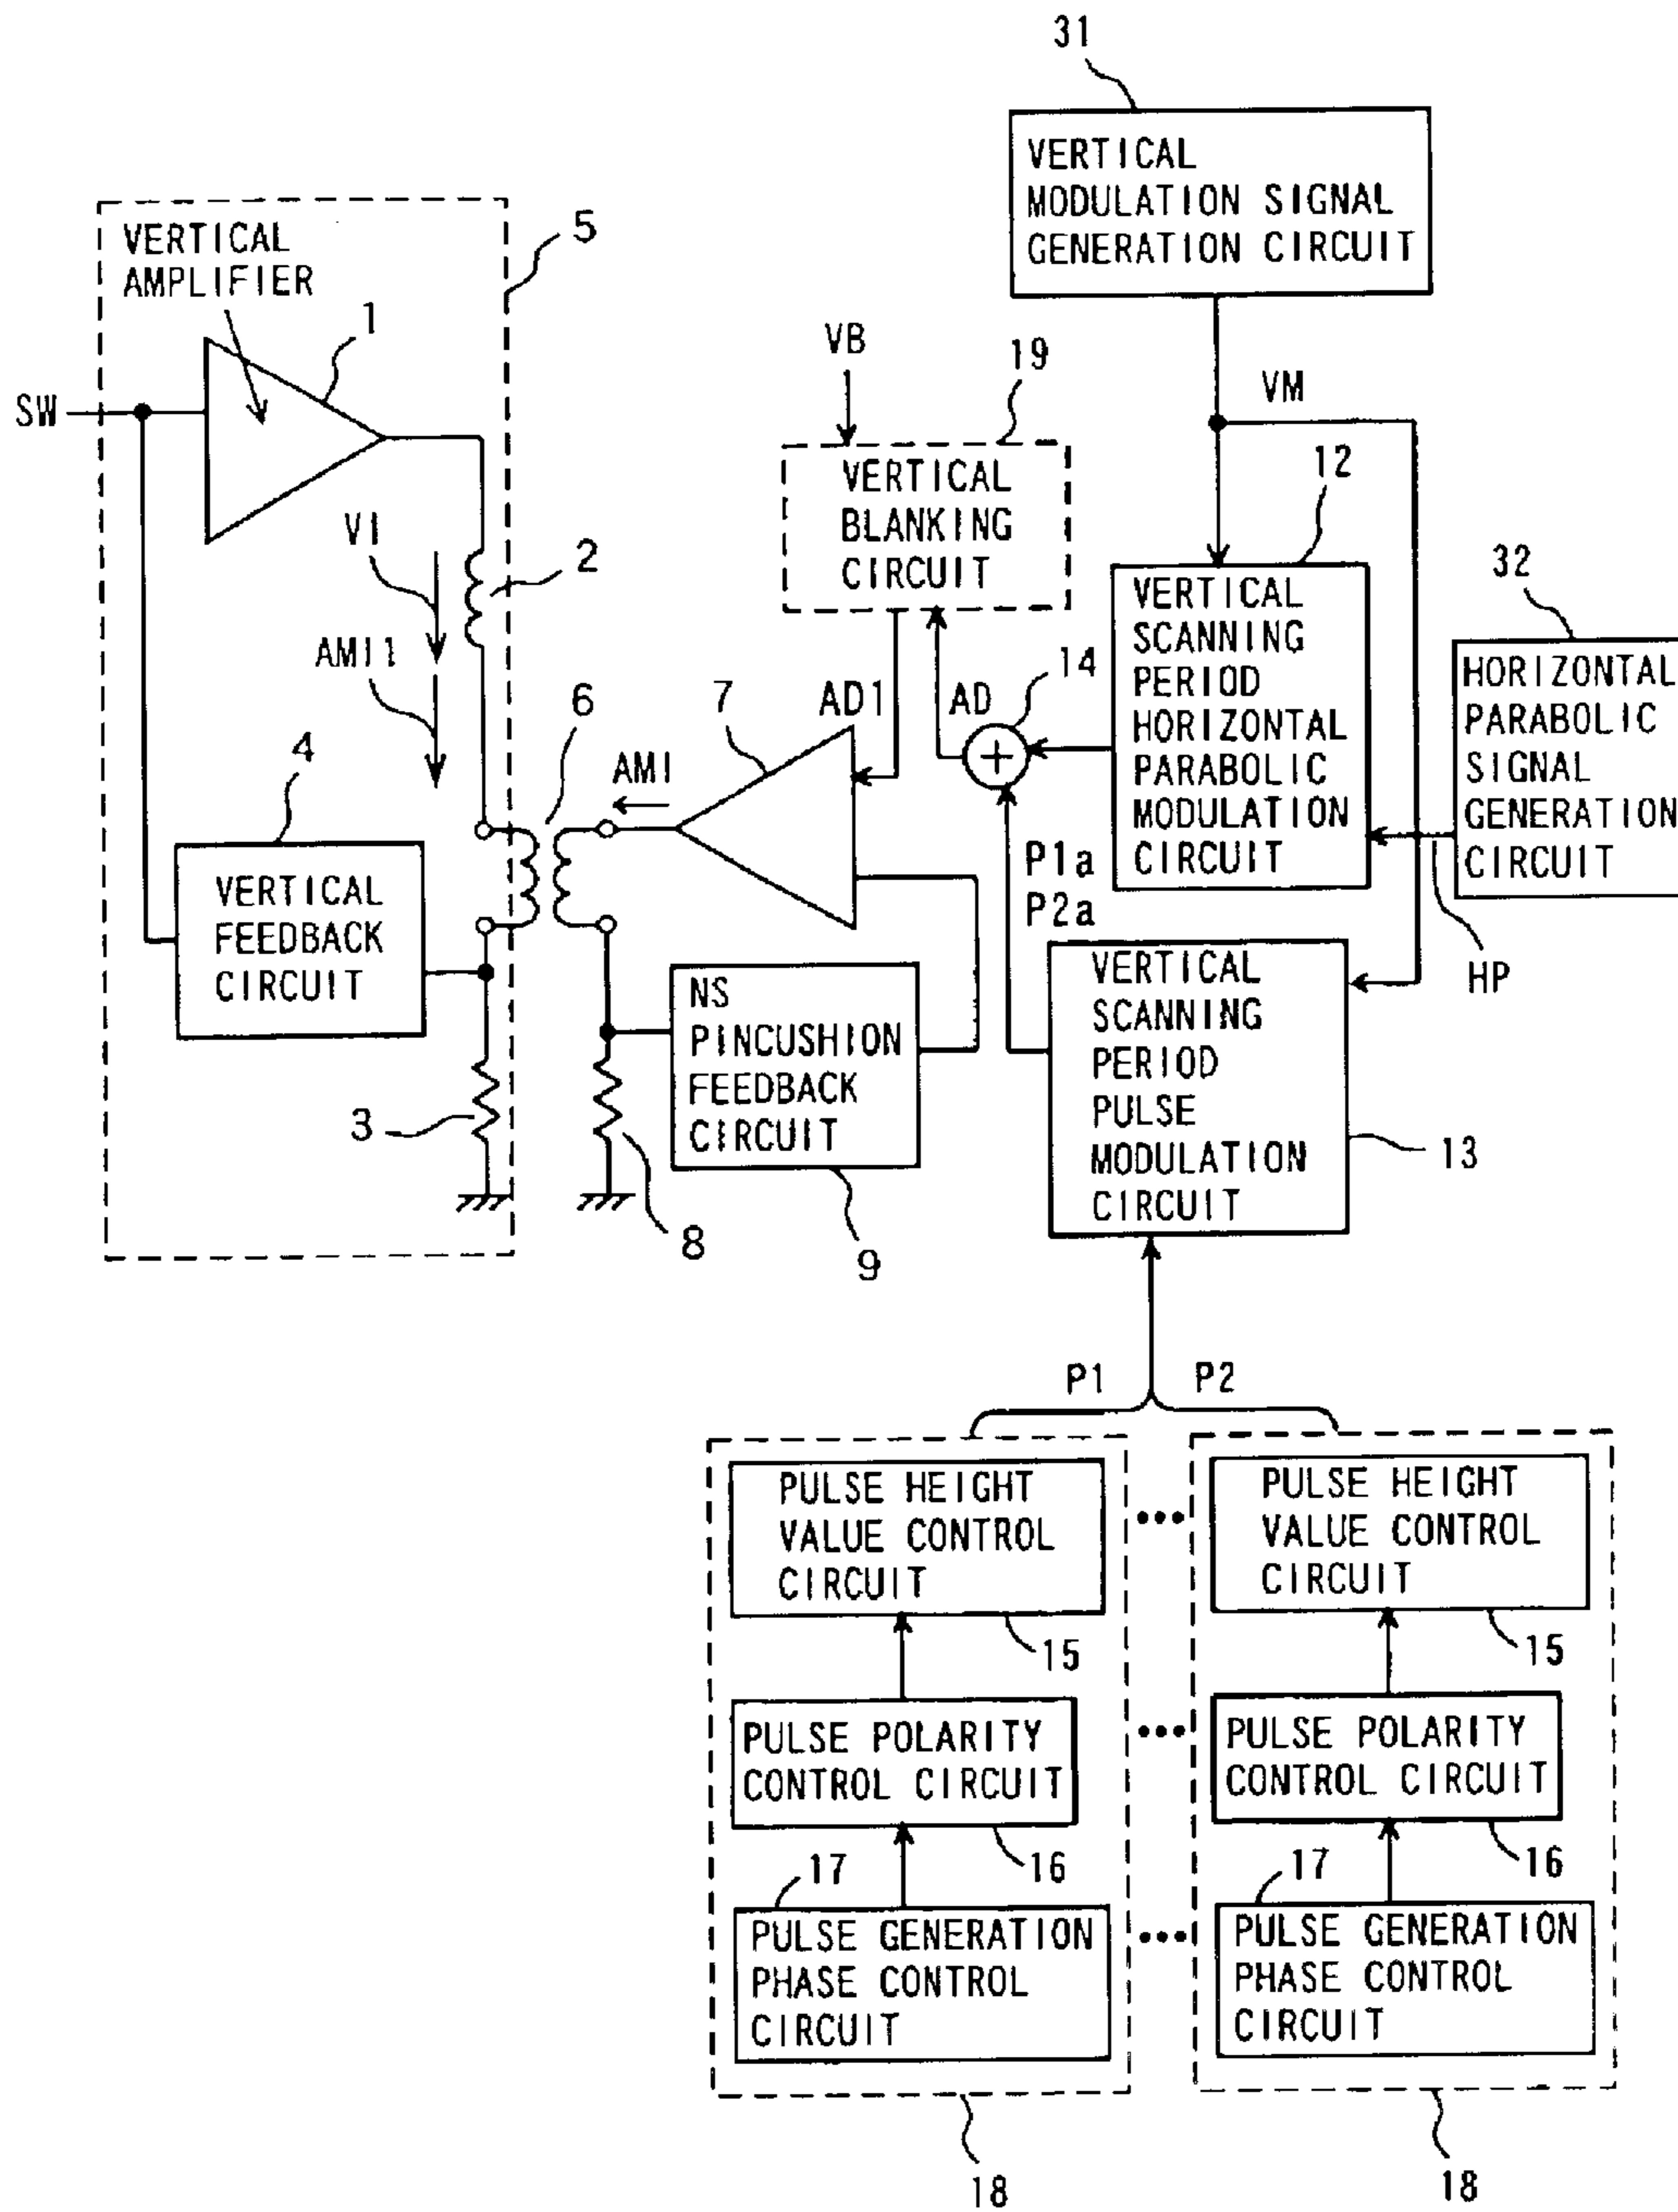 31
VERTICAL
MODULATION SIGNAL
GENERATION CIRCUIT
VERTICAL
AMPLIFIER
5
1
SW
VB
19
VM
VERTICAL
BLANKING
CIRCUIT
12
VI
2
AMI1
32
VERTICAL
SCANNING
PERIOD
HORIZONTAL
PARABOLIC
MODULATION
CIRCUIT
HORIZONTAL
PARABOLIC
SIGNAL
GENERATION
CIRCUIT
14
AD1
AD
7
6
AMI
4
VERTICAL
FEEDBACK
CIRCUIT
P1a
P2a
HP
NS
PINCUSHION
FEEDBACK
CIRCUIT
VERTICAL
SCANNING
PERIOD
PULSE
MODULATION
CIRCUIT
3
13
8
9
P1
P2
PULSE HEIGHT
VALUE CONTROL
CIRCUIT
PULSE HEIGHT
VALUE CONTROL
CIRCUIT
15
15
PULSE POLARITY
CONTROL CIRCUIT
PULSE POLARITY
CONTROL CIRCUIT
16
16
17
17
PULSE GENERATION
PHASE CONTROL
CIRCUIT
PULSE GENERATION
PHASE CONTROL
CIRCUIT
18
18